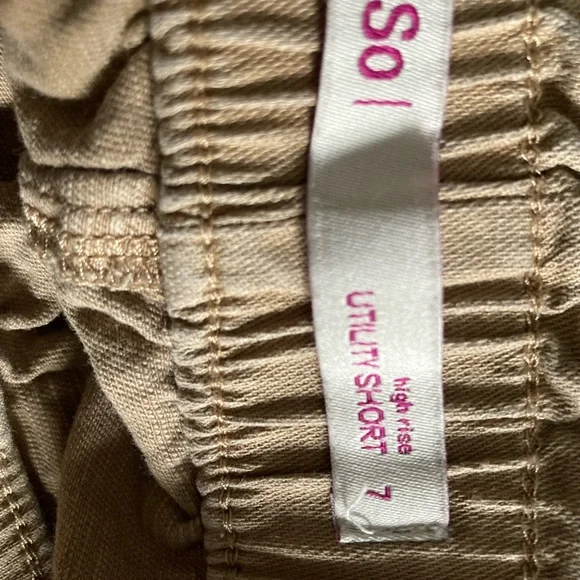 So |
high rise
UTILITY SHORT 7